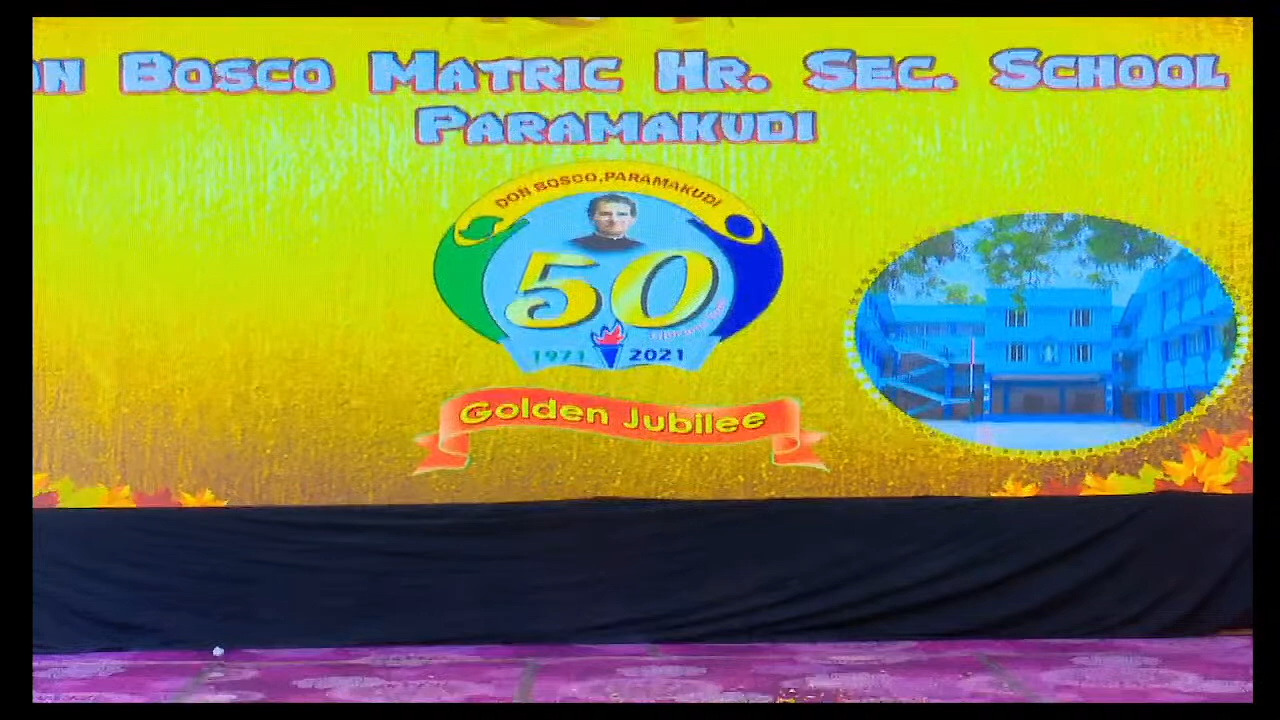 ON BOSCO MATRIC HR. SEC. SCHOOL
PARAMAKUDI
DON BOSCO,PARAMAKUDI
50
1971 2021
Golden Jubilee